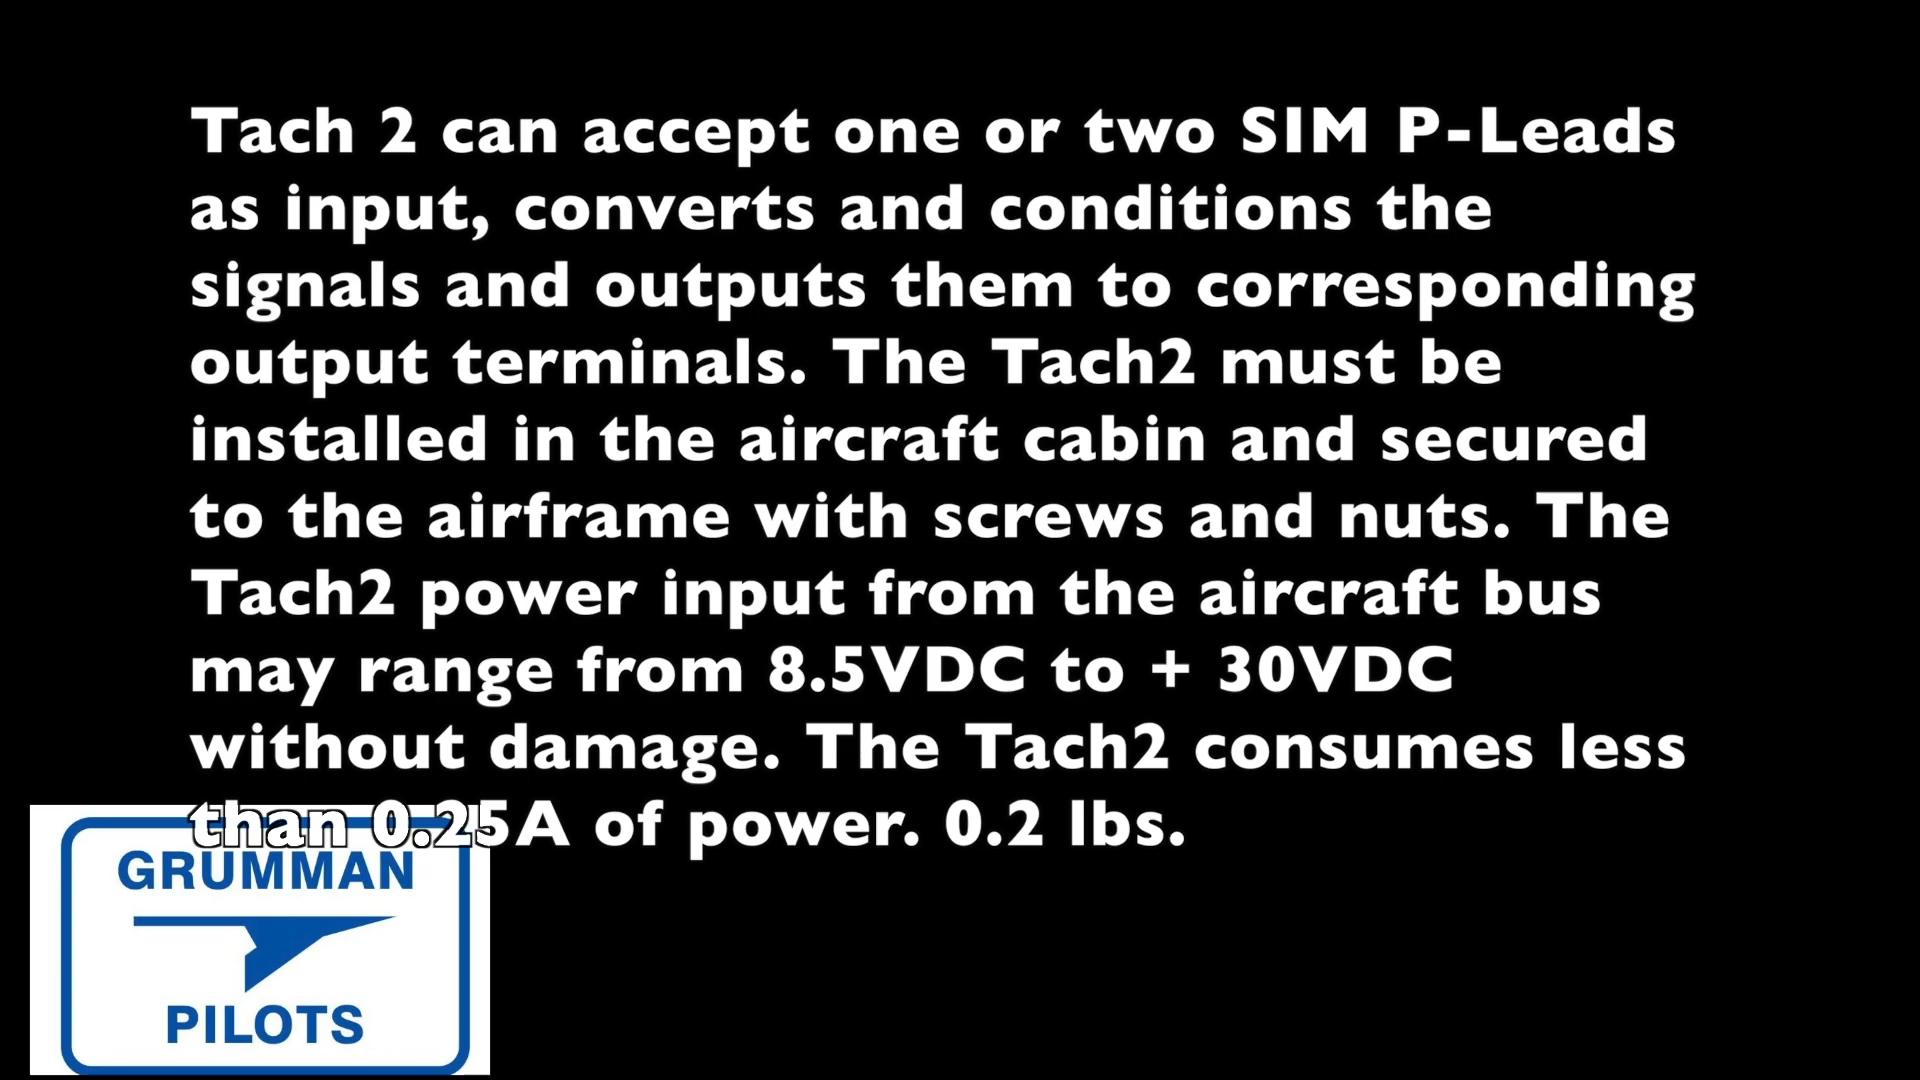 Tach 2 can accept one or two SIM P-Leads
as input, converts and conditions the
signals and outputs them to corresponding
output terminals. The Tach2 must be
installed in the aircraft cabin and secured
to the airframe with screws and nuts. The
Tach2 power input from the aircraft bus
may range from 8.5VDC to + 30VDC
without damage. The Tach2 consumes less
than 0.25A of power. 0.2 lbs.
GRUMMAN
PILOTS